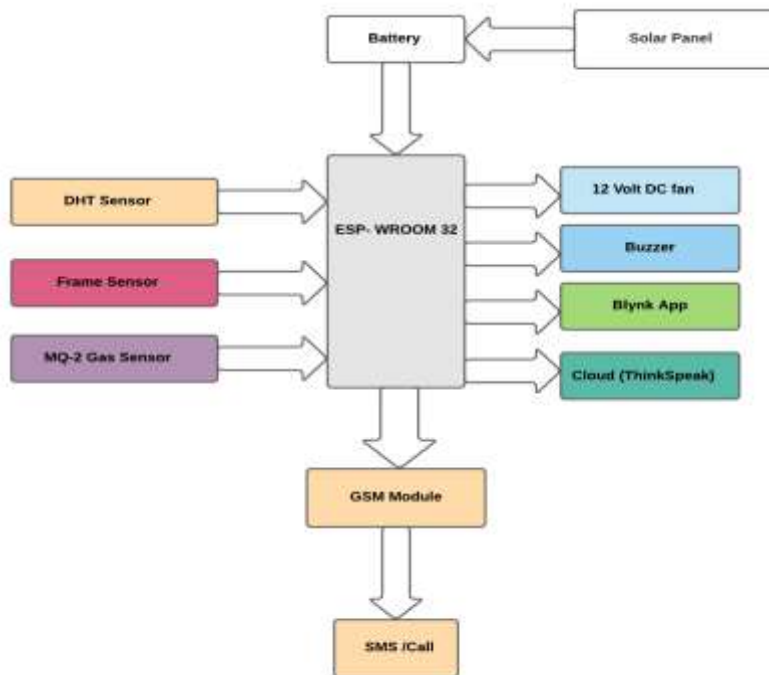 Battery
Solar Panel
DHT Sensor
ESP- WROOM 32
12 Volt DC fan
Buzzer
Frame Sensor
Blynk App
MQ-2 Gas Sensor
Cloud (ThinkSpeak)
GSM Module
SMS /Call